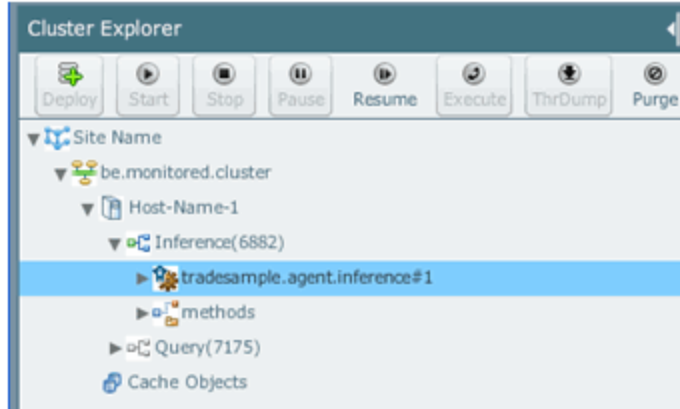 Cluster Explorer
Deploy Start Stop Pause Resume Execute ThrDump Purge
Site Name
be.monitored.cluster
Host-Name-1
Inference(6882)
tradesample.agent.inference#1
methods
Query(7175)
Cache Objects